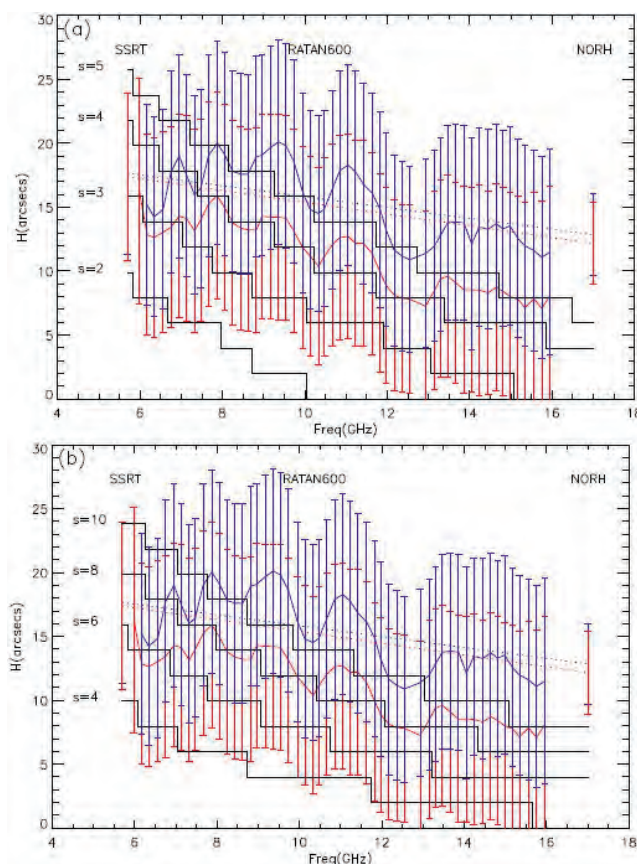 (a)
30
SSRT RATAN600 NORH
s=5
25
s=4
20
s=3
15
s=2
10
5
0
H(arcsecs)
4 6 8 10 12 14 16 18
Freq(GHz)
(b)
30
SSRT RATAN600 NORH
25
s=10
20
s=8
s=6
15
s=4
10
5
0
H(arcsecs)
4 6 8 10 12 14 16 18
Freq(GHz)